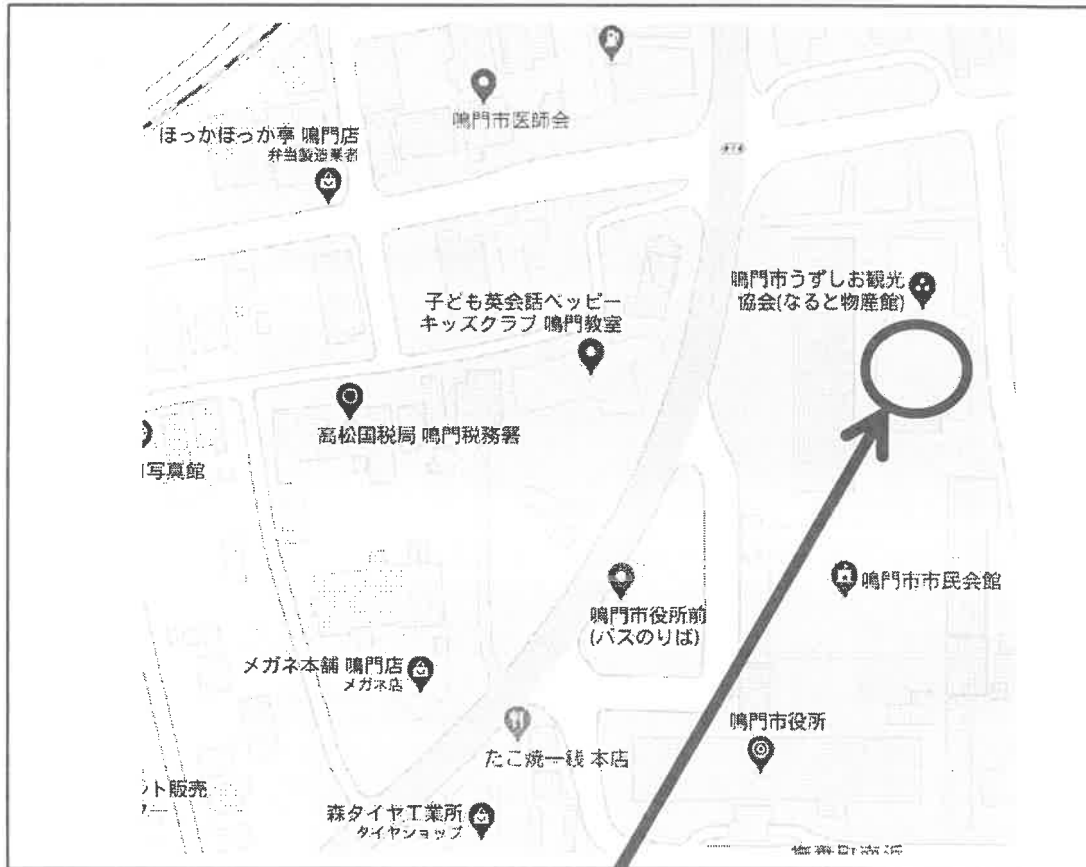 鳴門市医師会
ほっかほっか亭 鳴門店
弁当製造業者
鳴門市うずしお観光
協会(なると物産館)
子ども英会話ペッピー
キッズクラブ 鳴門教室
高松国税局 鳴門税務署
写真館
鳴門市市民会館
鳴門市役所前
(バスのりば)
メガネ本舗 鳴門店
メガネ店
鳴門市役所
たこ焼一銭 本店
ット販売
森タイヤ工業所
タイヤショップ